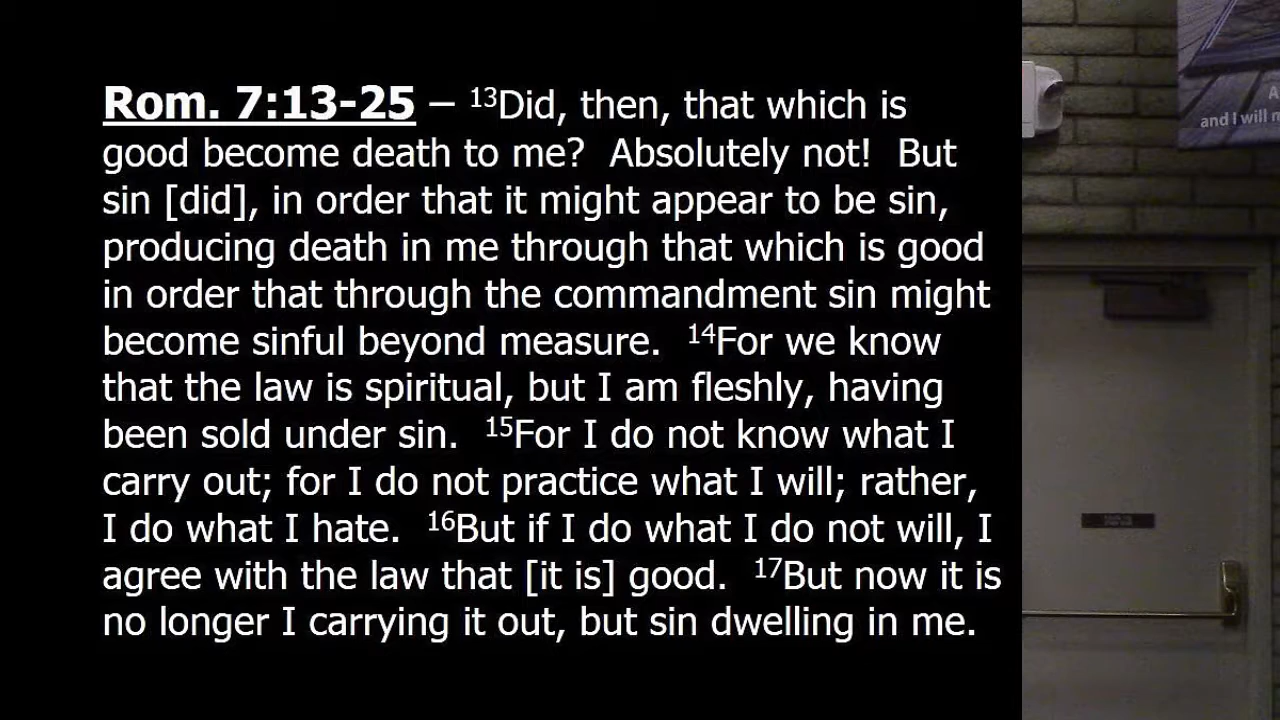 Rom. 7:13-25 – ¹³Did, then, that which is
good become death to me?  Absolutely not!  But
sin [did], in order that it might appear to be sin,
producing death in me through that which is good
in order that through the commandment sin might
become sinful beyond measure.  ¹⁴For we know
that the law is spiritual, but I am fleshly, having
been sold under sin.  ¹⁵For I do not know what I
carry out; for I do not practice what I will; rather,
I do what I hate.  ¹⁶But if I do what I do not will, I
agree with the law that [it is] good.  ¹⁷But now it is
no longer I carrying it out, but sin dwelling in me.
and I will